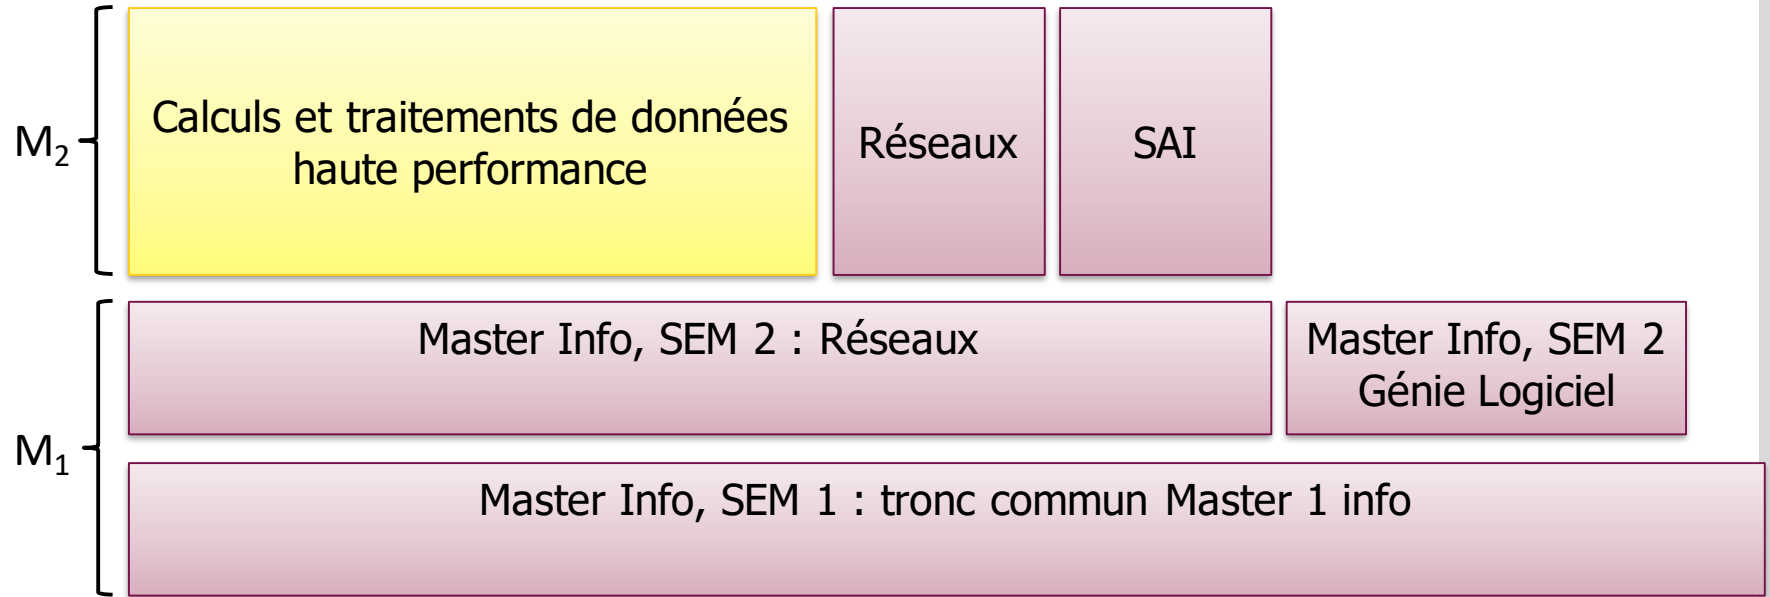 M2
Calculs et traitements de données
haute performance
Réseaux
SAI
M1
Master Info, SEM 2 : Réseaux
Master Info, SEM 2
Génie Logiciel
Master Info, SEM 1 : tronc commun Master 1 info